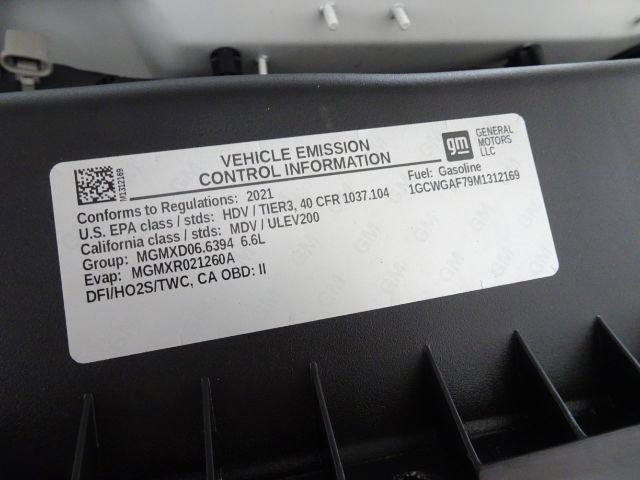 M1312169
VEHICLE EMISSION
CONTROL INFORMATION
gm
GENERAL
MOTORS
LLC
Conforms to Regulations: 2021
Fuel: Gasoline
U.S. EPA class / stds: HDV / TIER3, 40 CFR 1037.104
1GCWGAF79M1312169
California class / stds: MDV / ULEV200
Group: MGMXD06.6394 6.6L
Evap: MGMXR021260A
DFI/HO2S/TWC, CA OBD: II